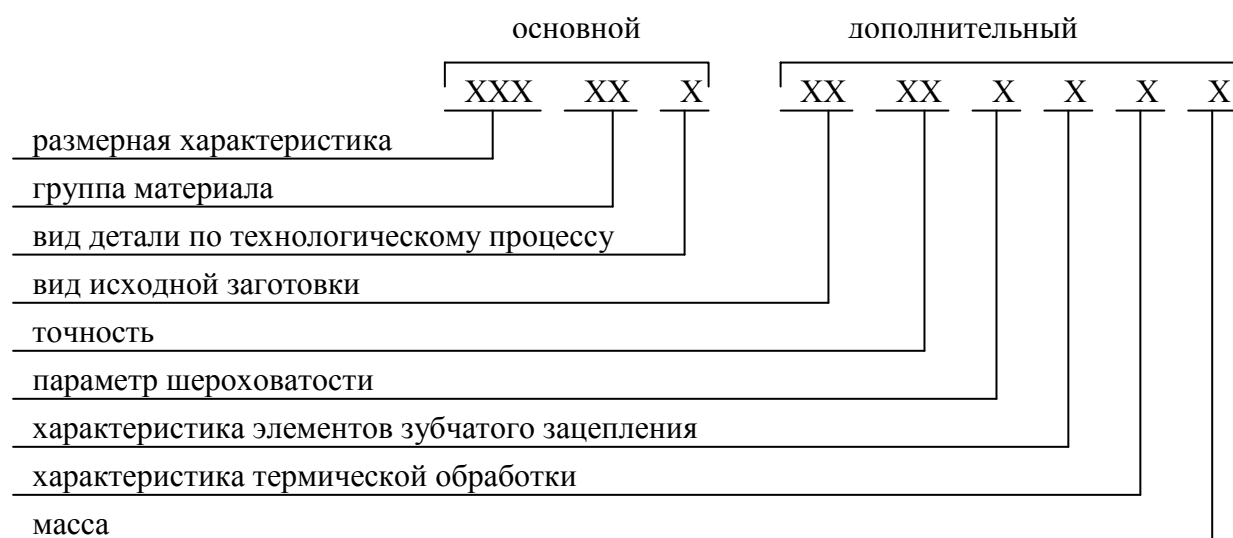 основной дополнительный
XXX XX X XX XX X X X X
размерная характеристика
группа материала
вид детали по технологическому процессу
вид исходной заготовки
точность
параметр шероховатости
характеристика элементов зубчатого зацепления
характеристика термической обработки
масса